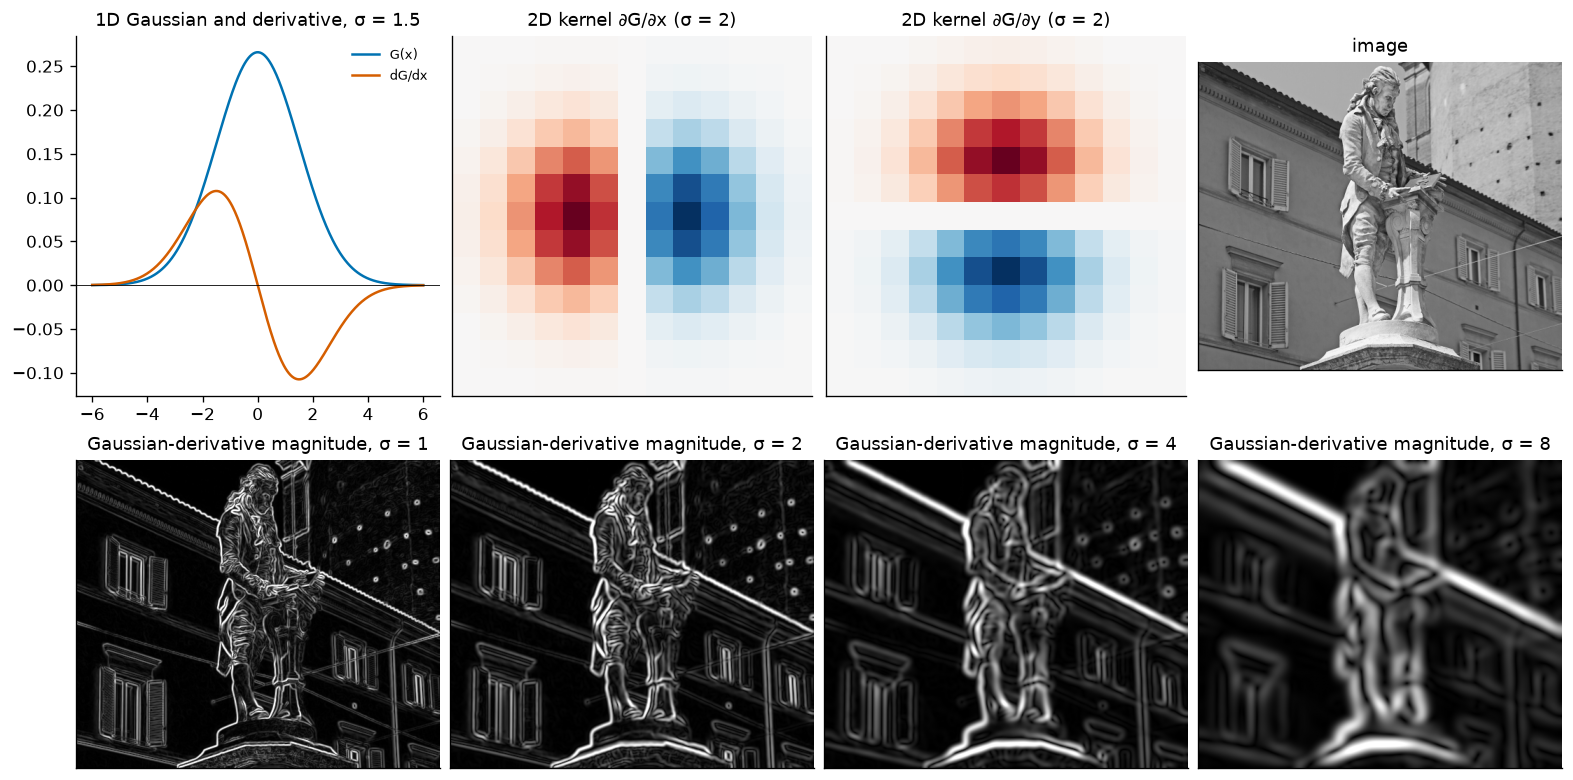 1D Gaussian and derivative, σ = 1.5
G(x)
dG/dx
0.25
0.20
0.15
0.10
0.05
0.00
−0.05
−0.10
−6 −4 −2 0 2 4 6
2D kernel ∂G/∂x (σ = 2)
2D kernel ∂G/∂y (σ = 2)
image
Gaussian-derivative magnitude, σ = 1
Gaussian-derivative magnitude, σ = 2
Gaussian-derivative magnitude, σ = 4
Gaussian-derivative magnitude, σ = 8